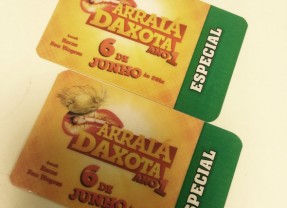 ARRAIÁ
DAXOTA
ANO 1
6 DE
JUNHO
ESPECIAL
ARRAIÁ
DAXOTA
ANO 1
6 DE
JUNHO
ESPECIAL